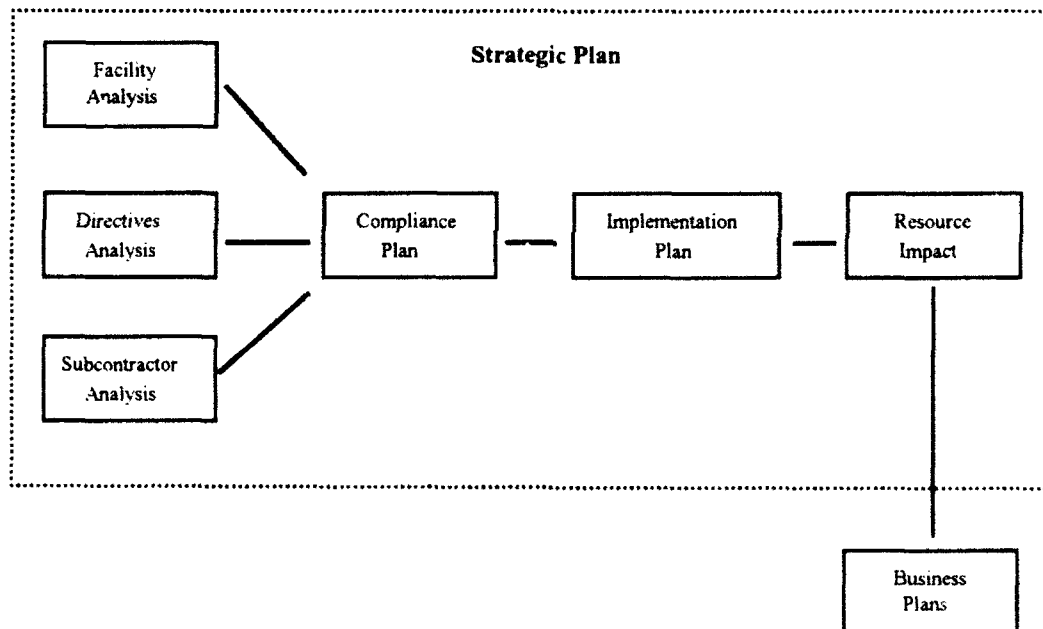 Strategic Plan
Facility
Analysis
Directives
Analysis
Subcontractor
Analysis
Compliance
Plan
Implementation
Plan
Resource
Impact
Business
Plans